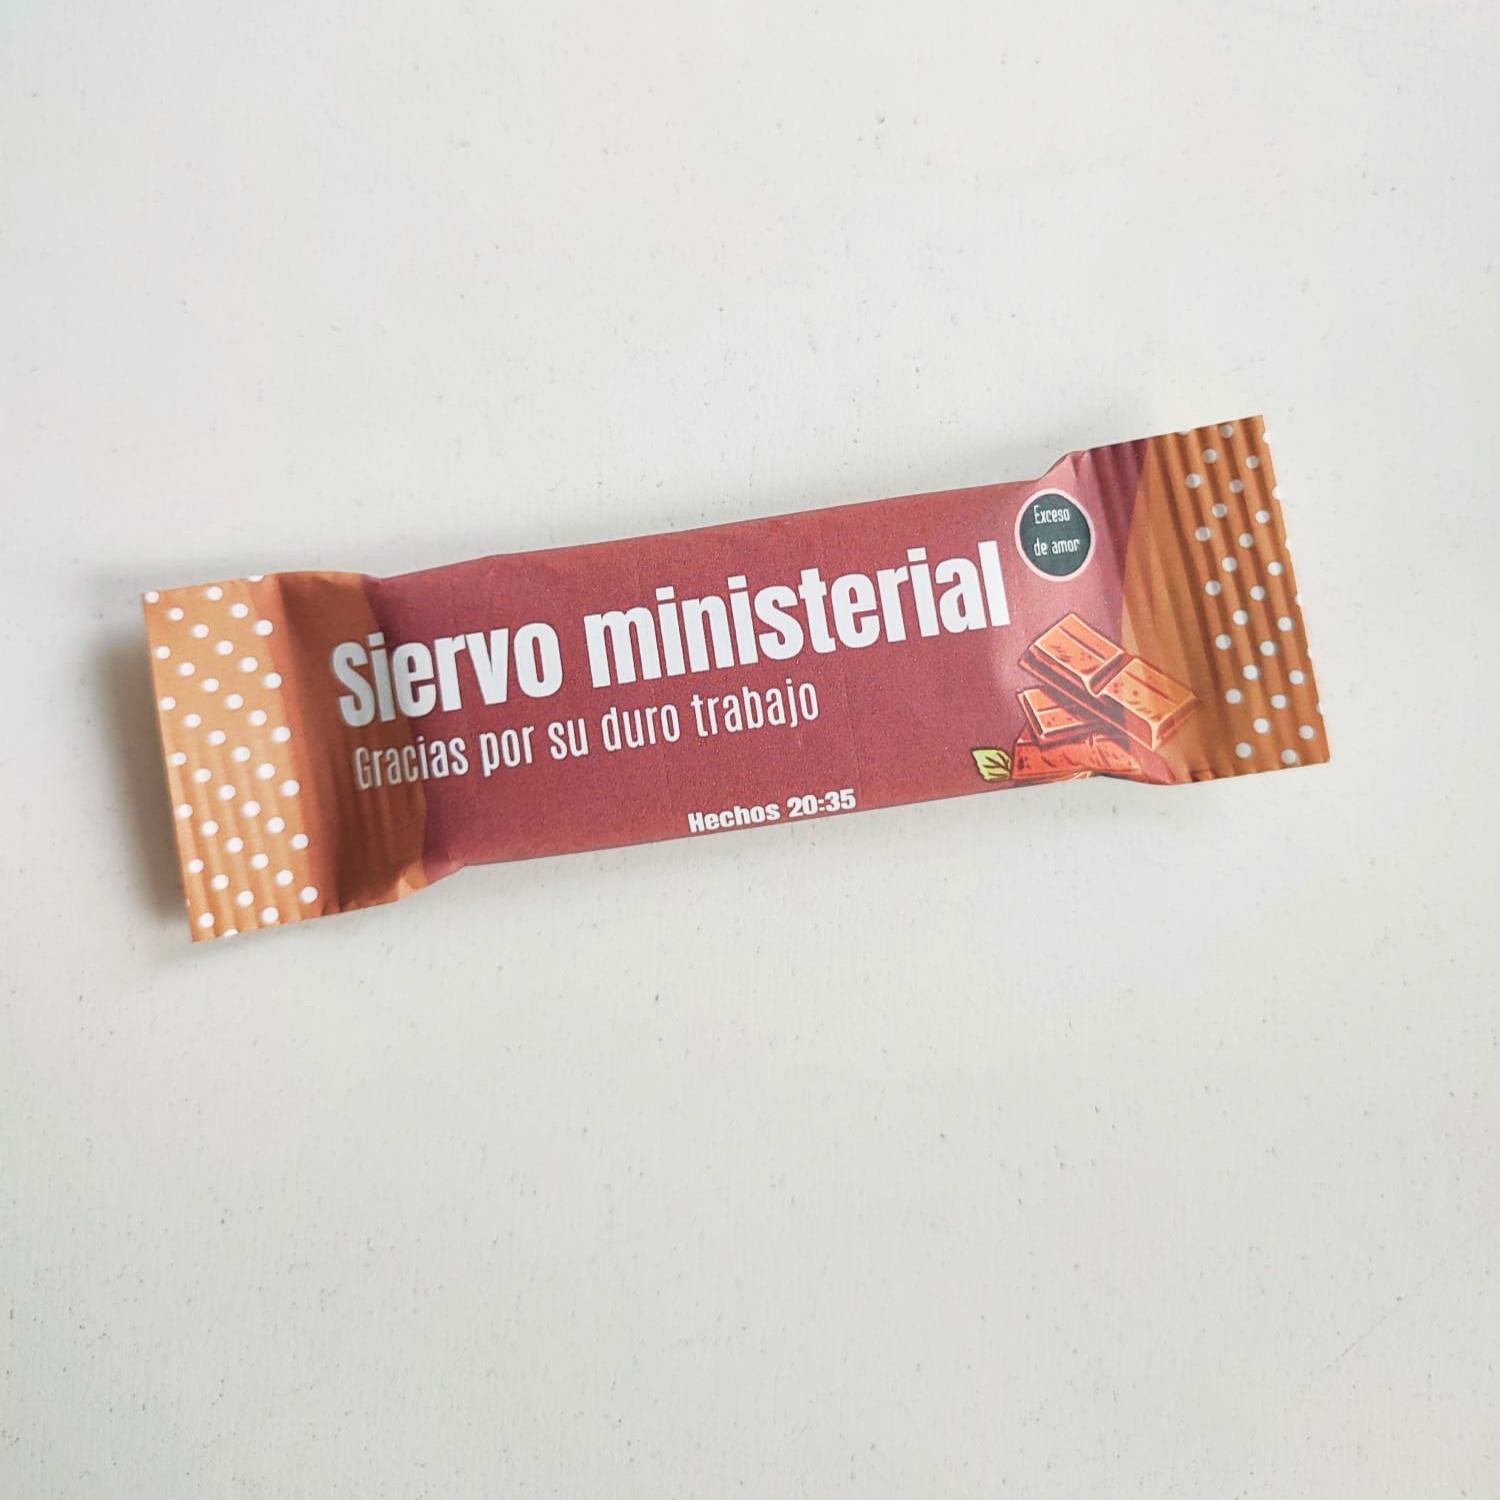 Exceso
de amor
Siervo ministerial
Gracias por su duro trabajo
Hechos 20:35